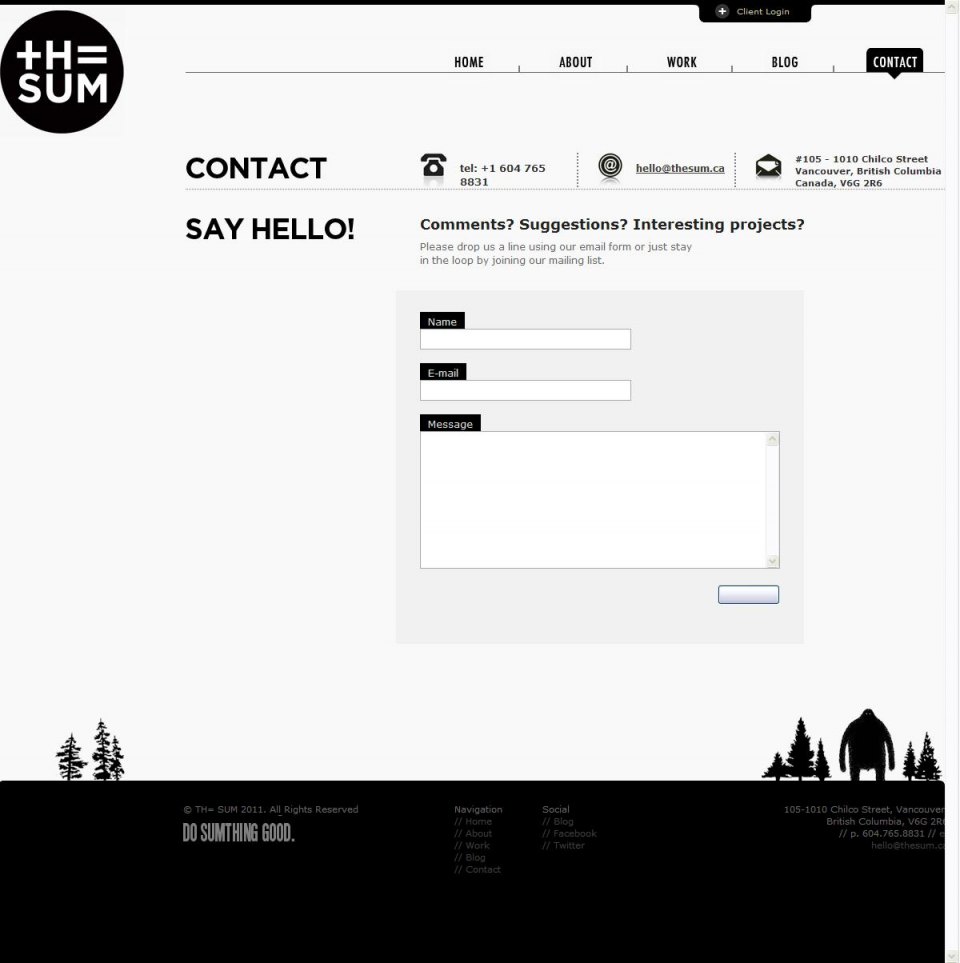 Client Login
TH=
SUM
HOME
ABOUT
WORK
BLOG
CONTACT
CONTACT
tel: +1 604 765
8831
hello@thesum.ca
#105 - 1010 Chilco Street
Vancouver, British Columbia
Canada, V6G 2R6
SAY HELLO!
Comments? Suggestions? Interesting projects?
Please drop us a line using our email form or just stay
in the loop by joining our mailing list.
Name
E-mail
Message
© TH= SUM 2011. All Rights Reserved
DO SUMTHING GOOD.
Navigation
// Home
// About
// Work
// Blog
// Contact
Social
// Blog
// Facebook
// Twitter
105-1010 Chilco Street, Vancouver
British Columbia, V6G 2R6
// p. 604.765.8831 // e
hello@thesum.ca